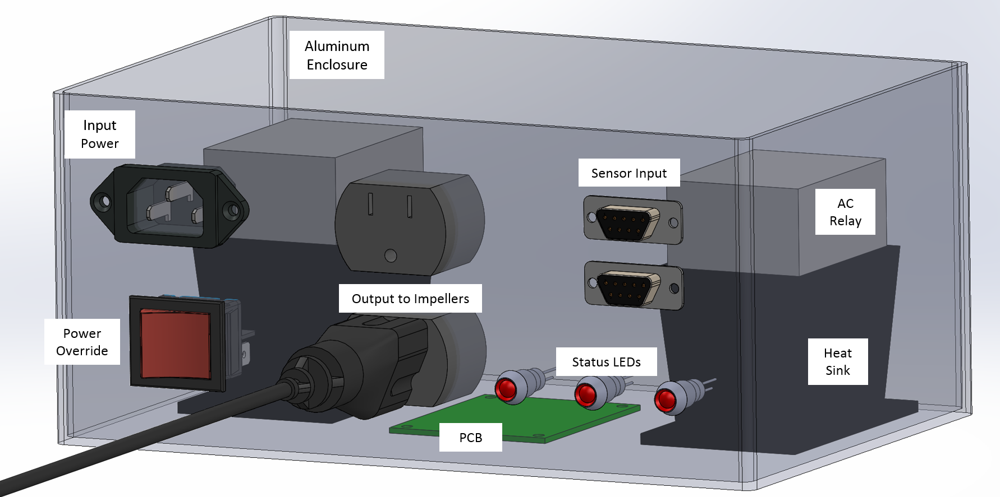 Aluminum
Enclosure
Input
Power
Sensor Input
AC
Relay
Output to Impellers
Power
Override
Status LEDs
Heat
Sink
PCB